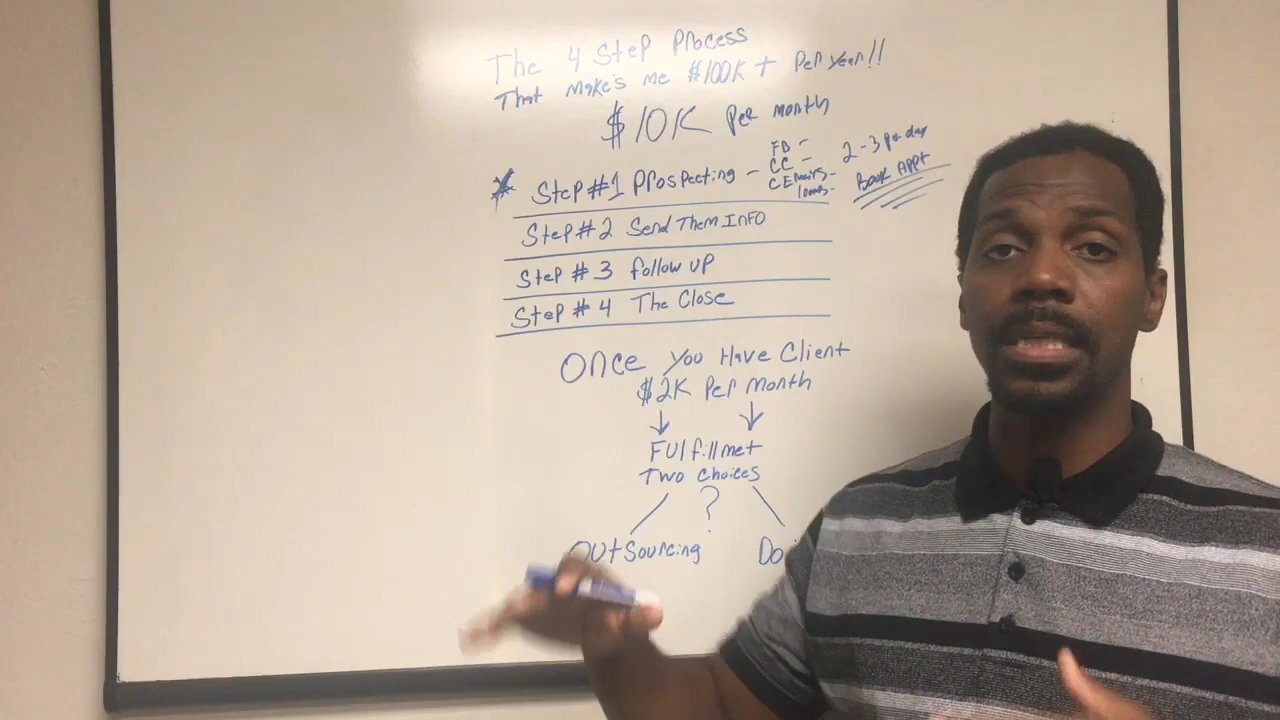 The 4 Step Process
That Make's me $100K + Per year!!
$10K Per month
Step #1 Prospecting -
FB -
CC -
CEmails-
2-3 per day
Book Appt
Step #2 Send Them InFo
Step #3 follow up
Step #4 The Close
Once you Have Client
$2K Per Month
Fulfillmet
Two choices
?
OutSourcing Do